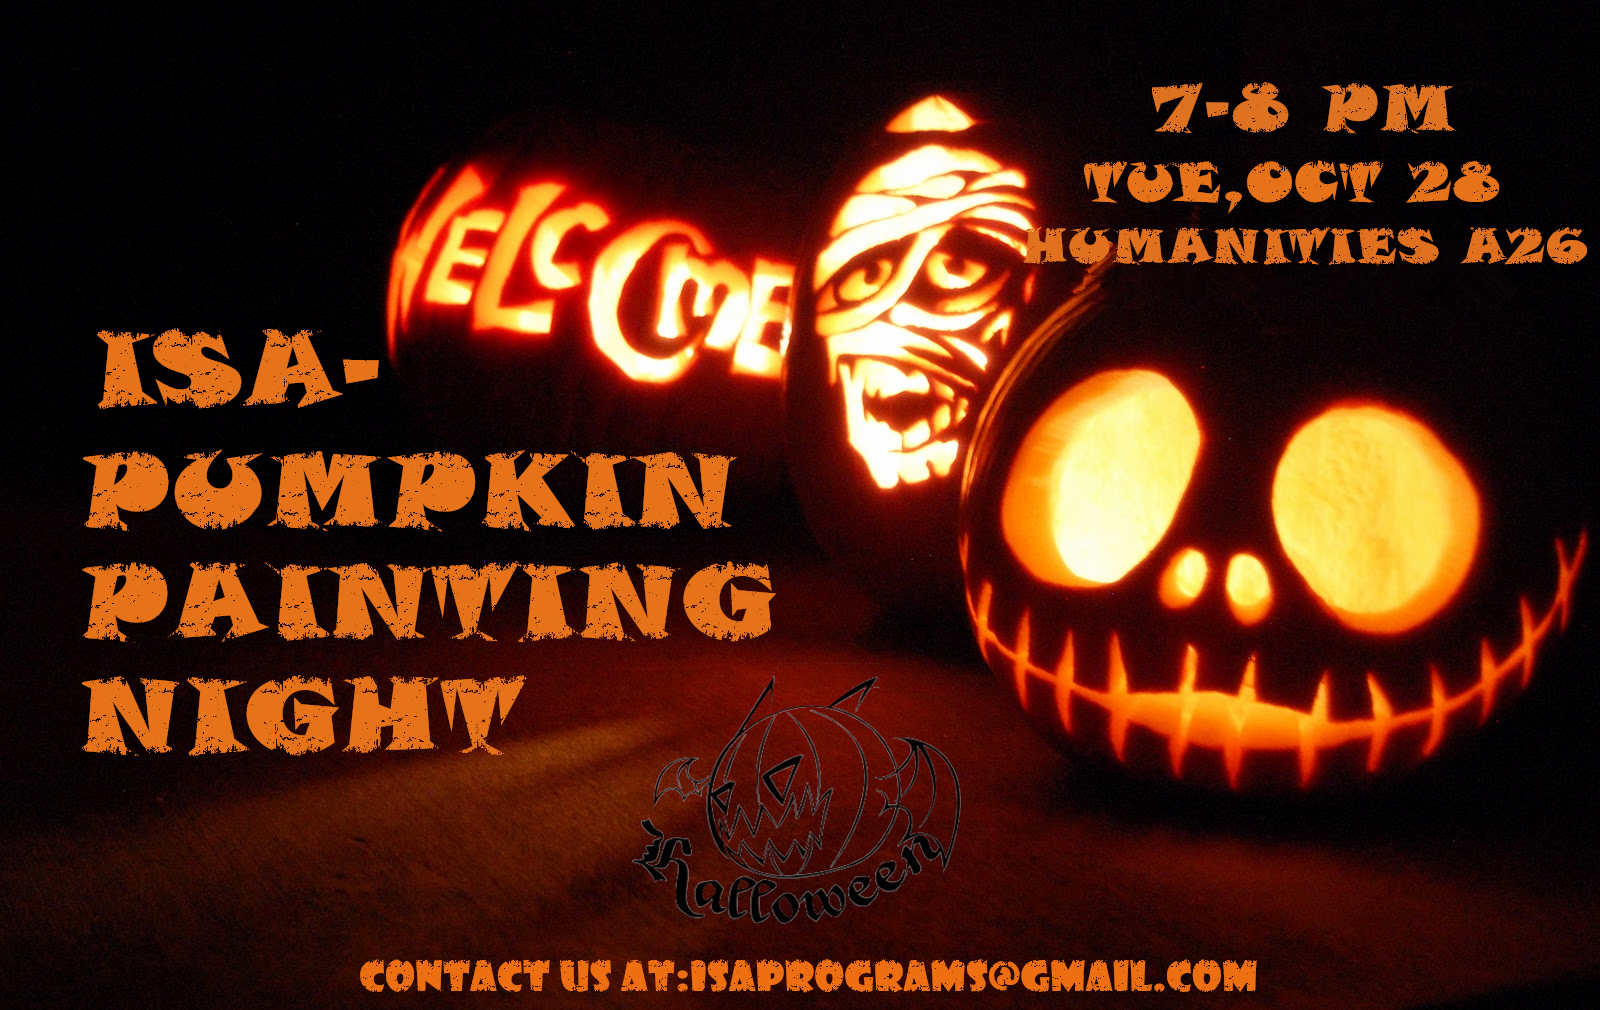 7-8 PM
TUE,OCT 28
HUMANITIES A26
WELCOME
ISA-
PUMPKIN
PAINTING
NIGHT
Halloween
CONTACT US AT:ISAPROGRAMS@GMAIL.COM